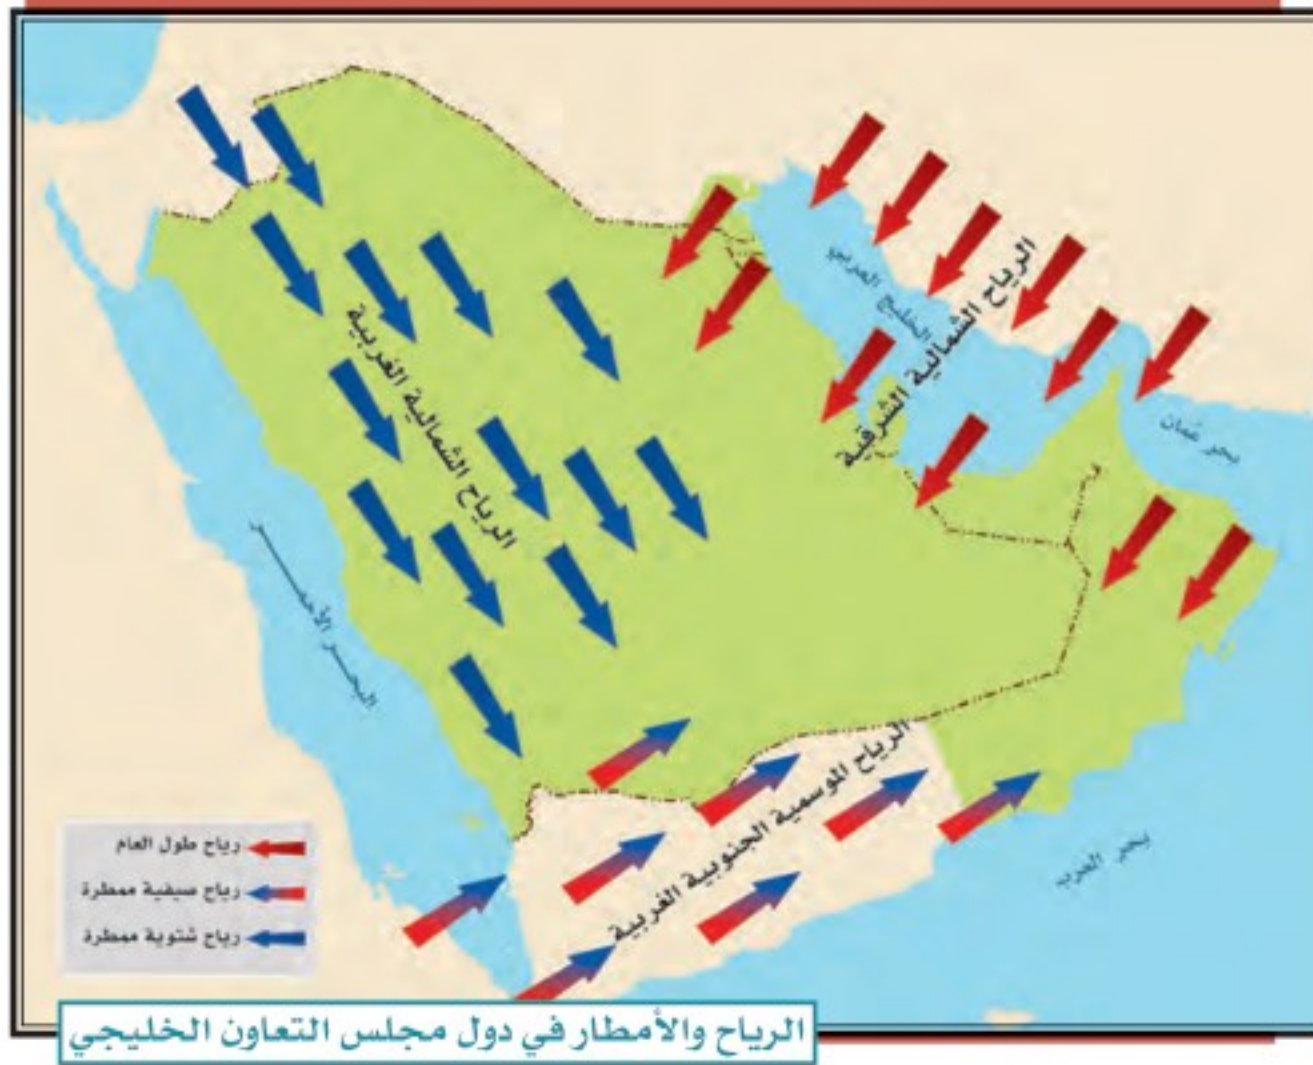 الرياح الشمالية الشرقية
الخليج العربي
بحر عُمان
الرياح الشمالية الغربية
البحر الأحمر
الرياح الموسمية الجنوبية الغربية
بحر العرب
رياح طول العام
رياح صيفية ممطرة
رياح شتوية ممطرة
الرياح والأمطار في دول مجلس التعاون الخليجي